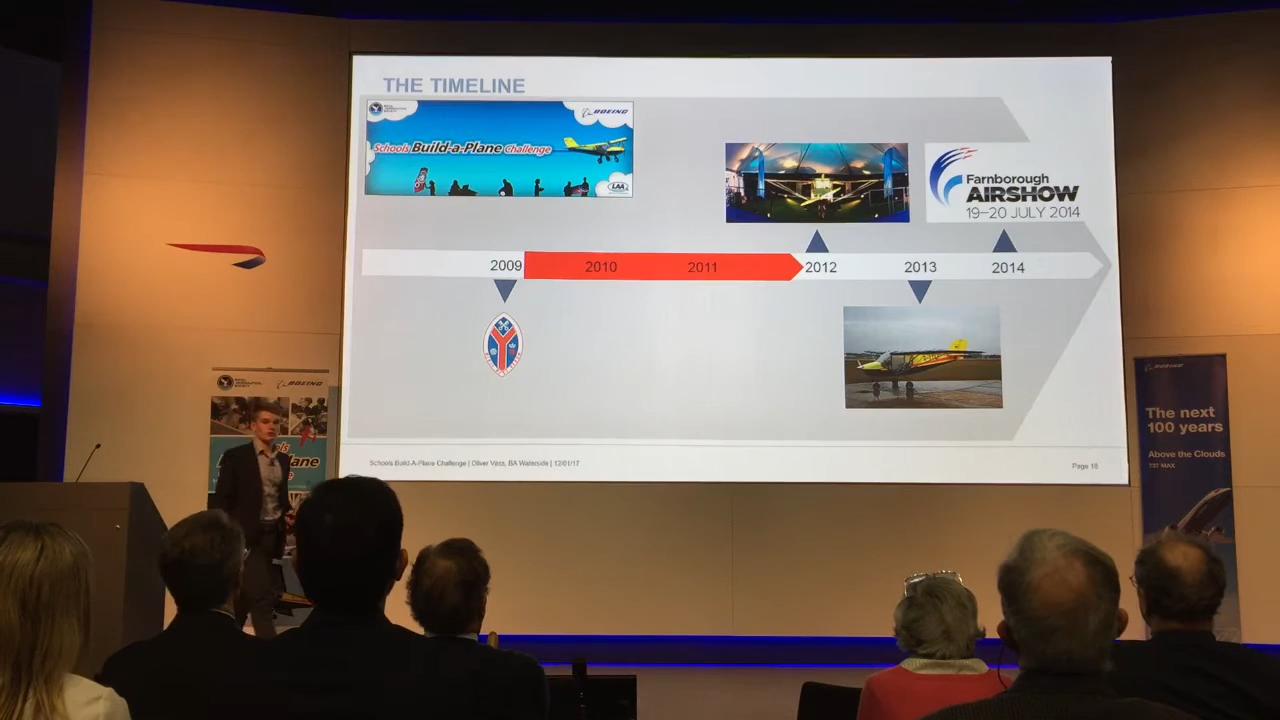 THE TIMELINE
BOEING
Schools Build-a-Plane Challenge
LAA
Farnborough
AIRSHOW
19–20 JULY 2014
2009
2010
2011
2012
2013
2014
Schools Build-A-Plane Challenge | Oliver Voss, BA Waterside | 12/01/17
Page 18
BOEING
BOEING
The next
100 years
Above the Clouds
737 MAX